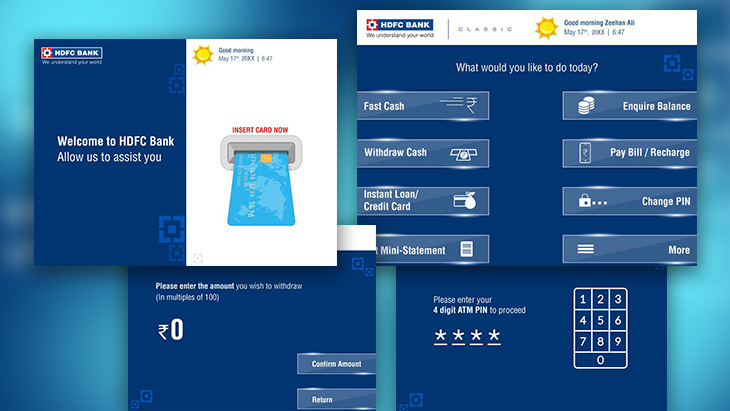 HDFC BANK
We understand your world
Good morning
May 17th, 20XX | 6:47
Welcome to HDFC Bank
Allow us to assist you
INSERT CARD NOW
HDFC BANK
We understand your world
CLASSIC
Good morning Zeehan Ali
May 17th, 20XX | 6:47
What would you like to do today?
Fast Cash
Enquire Balance
Withdraw Cash
Pay Bill / Recharge
Instant Loan/
Credit Card
Change PIN
Mini-Statement
More
Please enter the amount you wish to withdraw
(In multiples of 100)
₹0
Confirm Amount
Return
Please enter your
4 digit ATM PIN to proceed
* * * *
1 2 3
4 5 6
7 8 9
0